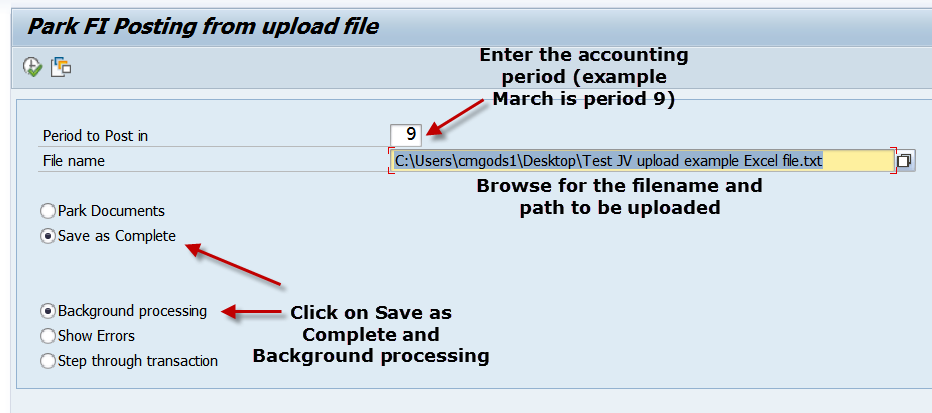 Park FI Posting from upload file
Enter the accounting
period (example
March is period 9)
Period to Post in 9
File name C:\Users\cmgods1\Desktop\Test JV upload example Excel file.txt
Browse for the filename and
path to be uploaded
Park Documents
Save as Complete
Background processing
Click on Save as
Complete and
Background processing
Show Errors
Step through transaction